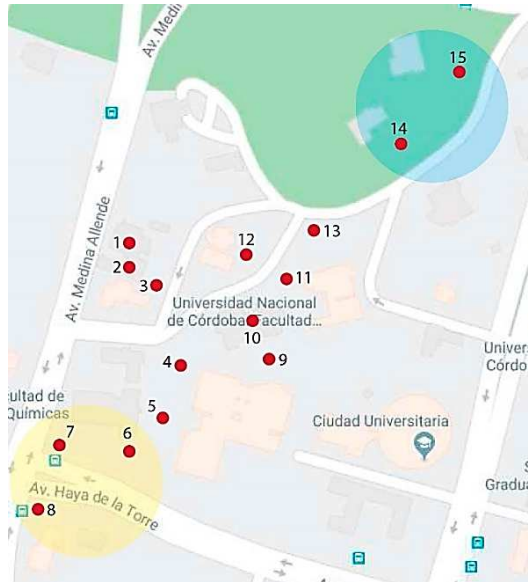 Av. Medin
15
14
Av. Medina Allende
1
2
3
12
13
11
Universidad Nacional
de Córdoba Facultad...
10
4
9
5
Univer
Córdo
cultad de
Químicas
7
6
Ciudad Universitaria
8
Av. Haya de la Torre
S
Gradua